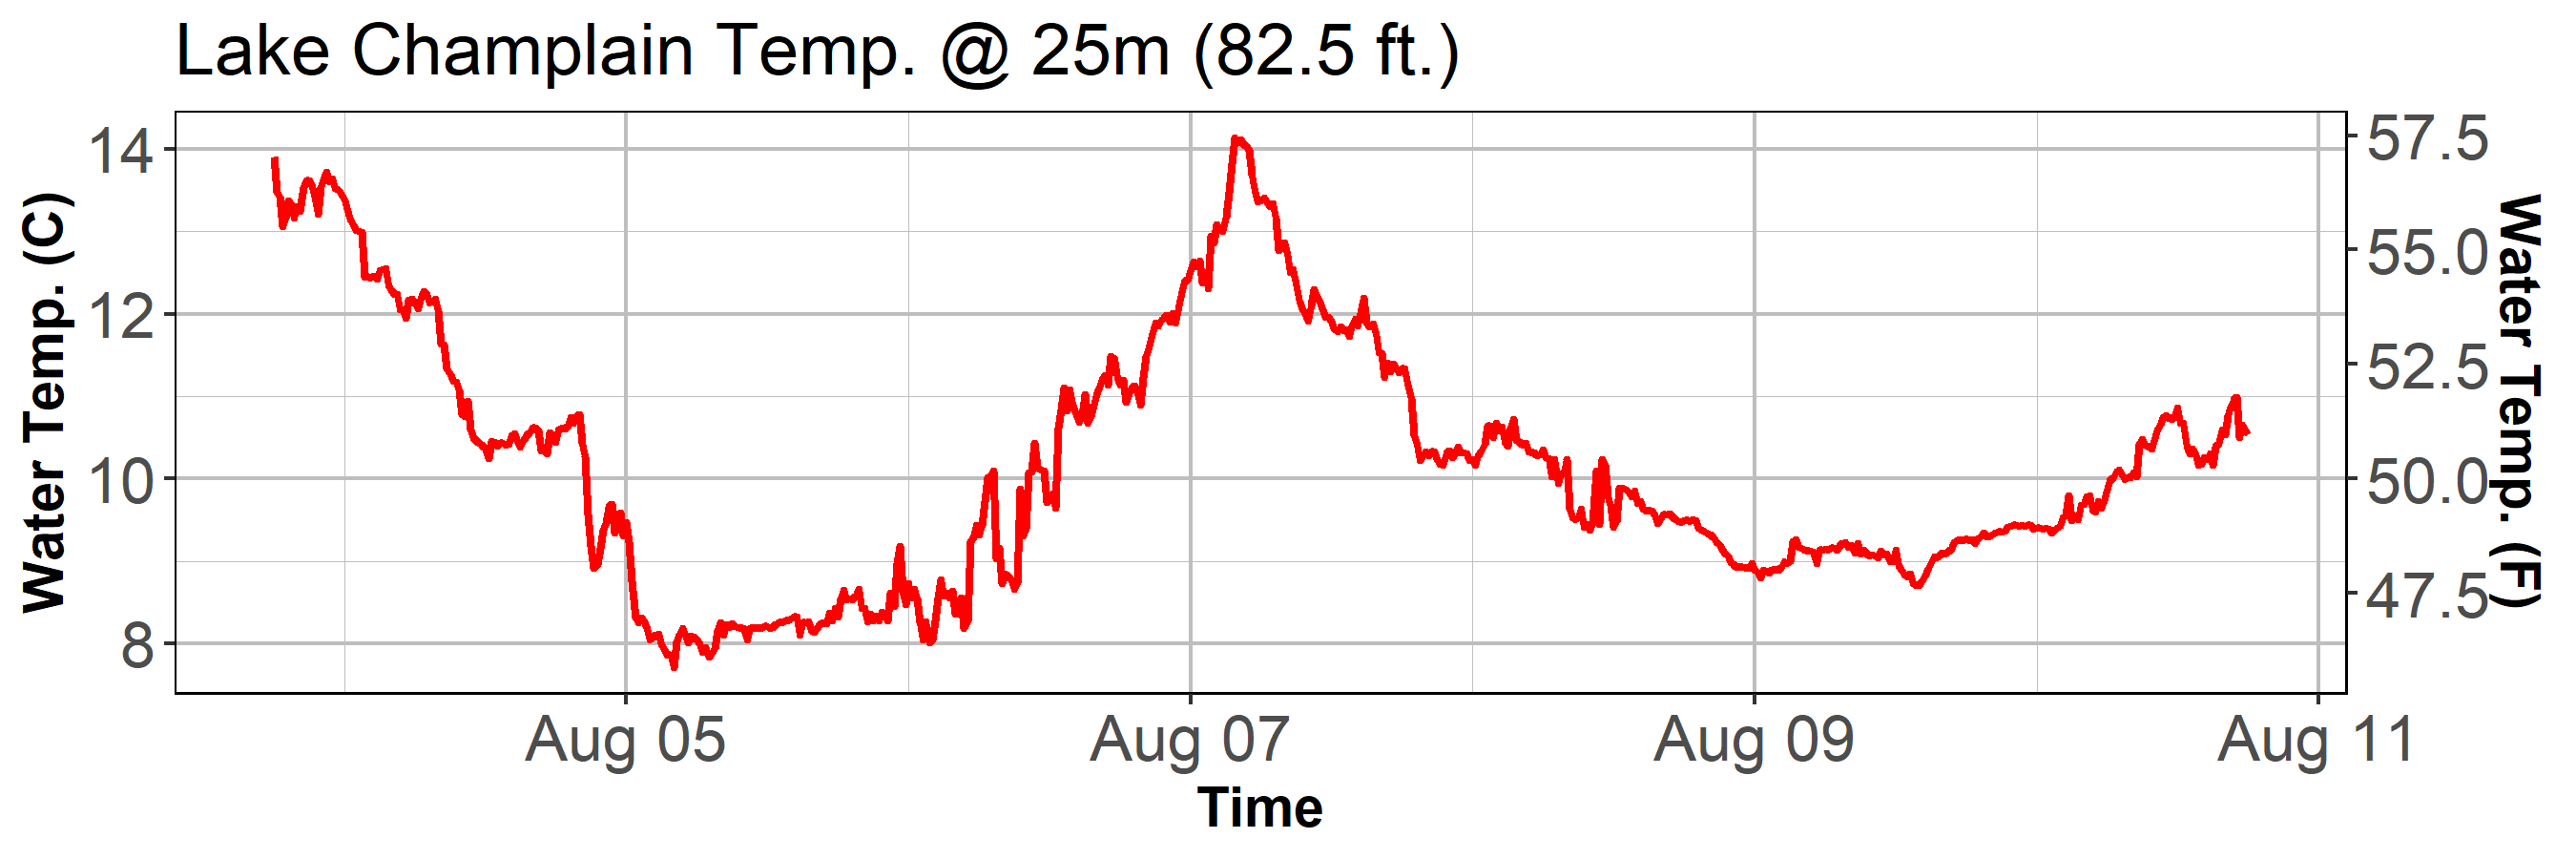 Lake Champlain Temp. @ 25m (82.5 ft.)
Water Temp. (C)
14
12
10
8
57.5
55.0
52.5
50.0
47.5
Water Temp. (F)
Aug 05
Aug 07
Aug 09
Aug 11
Time